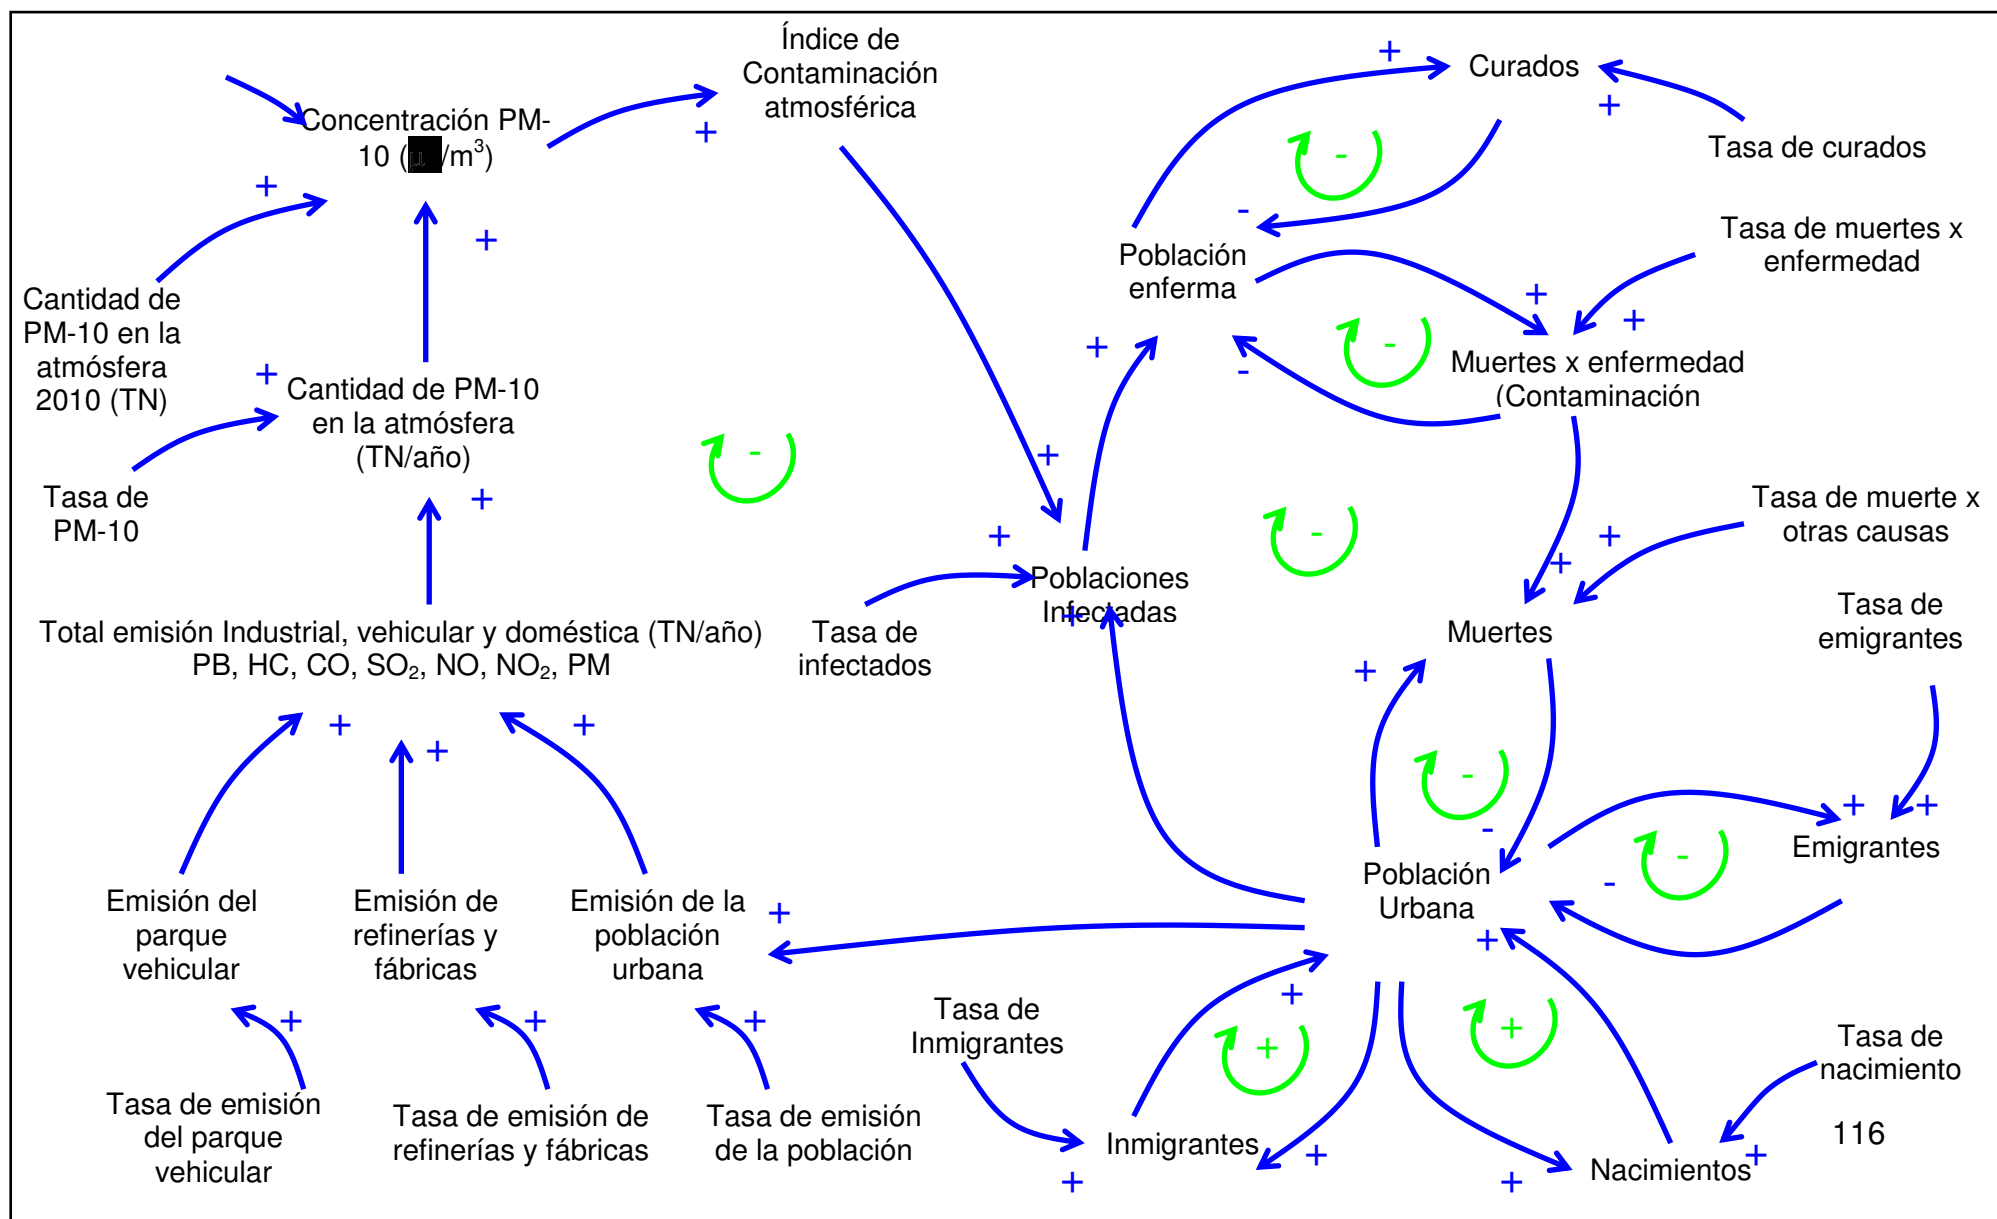 Índice de
Contaminación
atmosférica
Concentración PM-
10 (μ /m³)
Cantidad de
PM-10 en la
atmósfera
2010 (TN)
Cantidad de PM-10
en la atmósfera
(TN/año)
Tasa de
PM-10
Total emisión Industrial, vehicular y doméstica (TN/año)
PB, HC, CO, SO₂, NO, NO₂, PM
Emisión del
parque
vehicular
Emisión de
refinerías y
fábricas
Emisión de la
población
urbana
Tasa de emisión
del parque
vehicular
Tasa de emisión de
refinerías y fábricas
Tasa de emisión
de la población
Curados
Tasa de curados
Población
enferma
Tasa de muertes x
enfermedad
Muertes x enfermedad
(Contaminación
Tasa de muerte x
otras causas
Poblaciones
Infectadas
Tasa de
infectados
Muertes
Tasa de
emigrantes
Emigrantes
Población
Urbana
Tasa de
Inmigrantes
Inmigrantes
Tasa de
nacimiento
Nacimientos
116